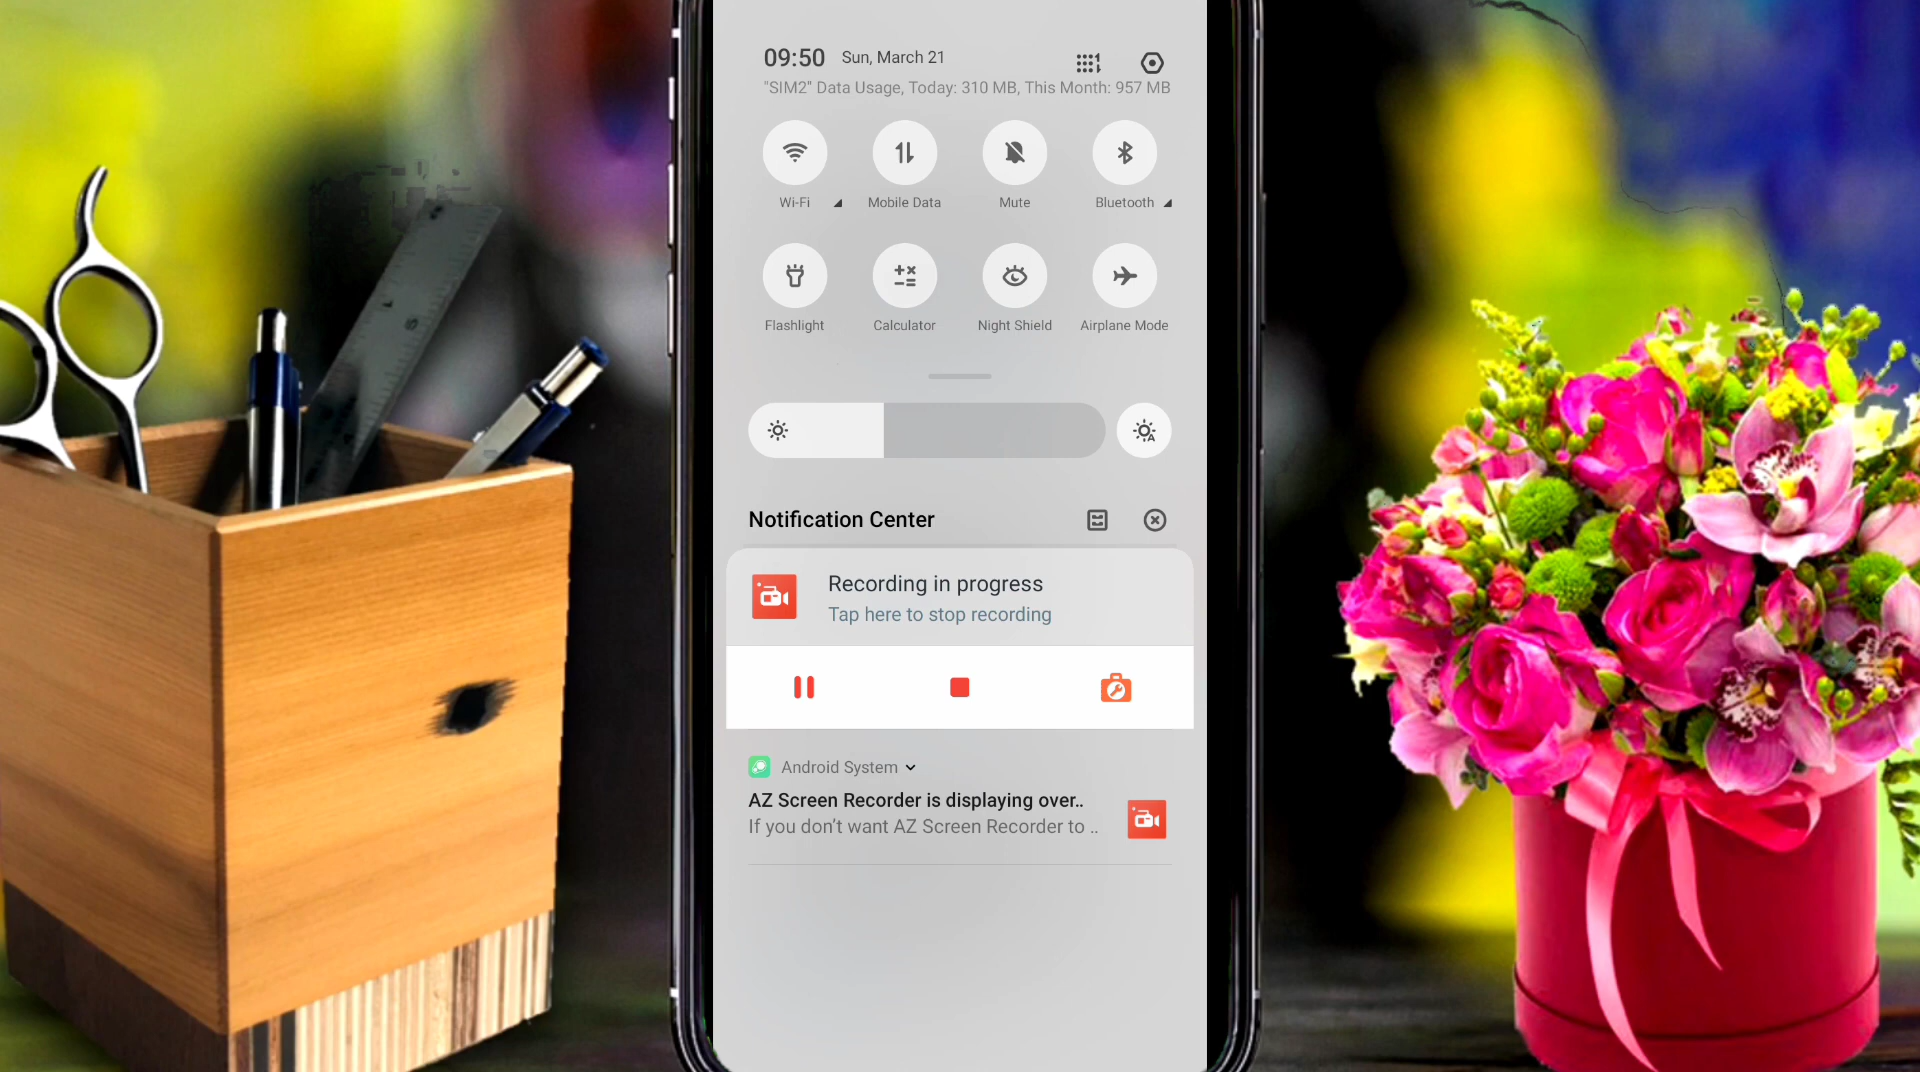 09:50 Sun, March 21
"SIM2" Data Usage, Today: 310 MB, This Month: 957 MB
Wi-Fi Mobile Data Mute Bluetooth
Flashlight Calculator Night Shield Airplane Mode
Notification Center
Recording in progress
Tap here to stop recording
Android System
AZ Screen Recorder is displaying over..
If you don't want AZ Screen Recorder to ..